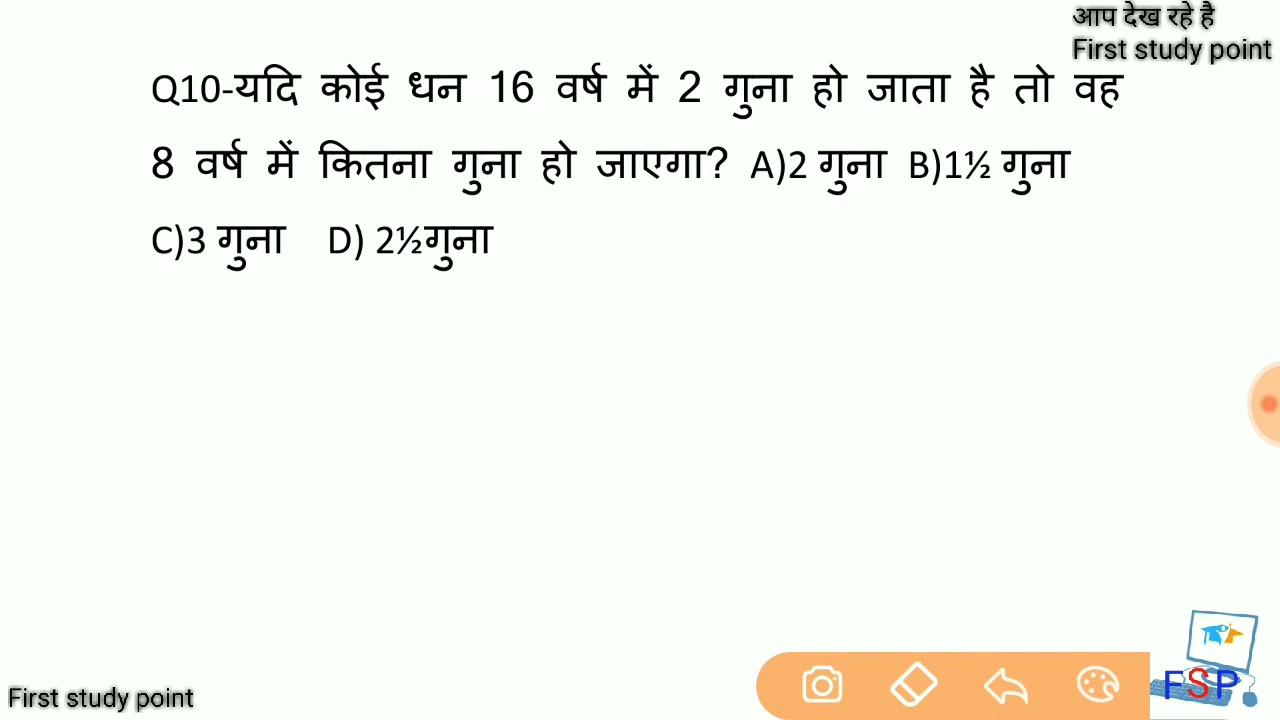 आप देख रहे है
First study point
Q10-यदि कोई धन 16 वर्ष में 2 गुना हो जाता है तो वह
8 वर्ष में कितना गुना हो जाएगा? A)2 गुना B)1½ गुना
C)3 गुना D) 2½गुना
FSP
First study point